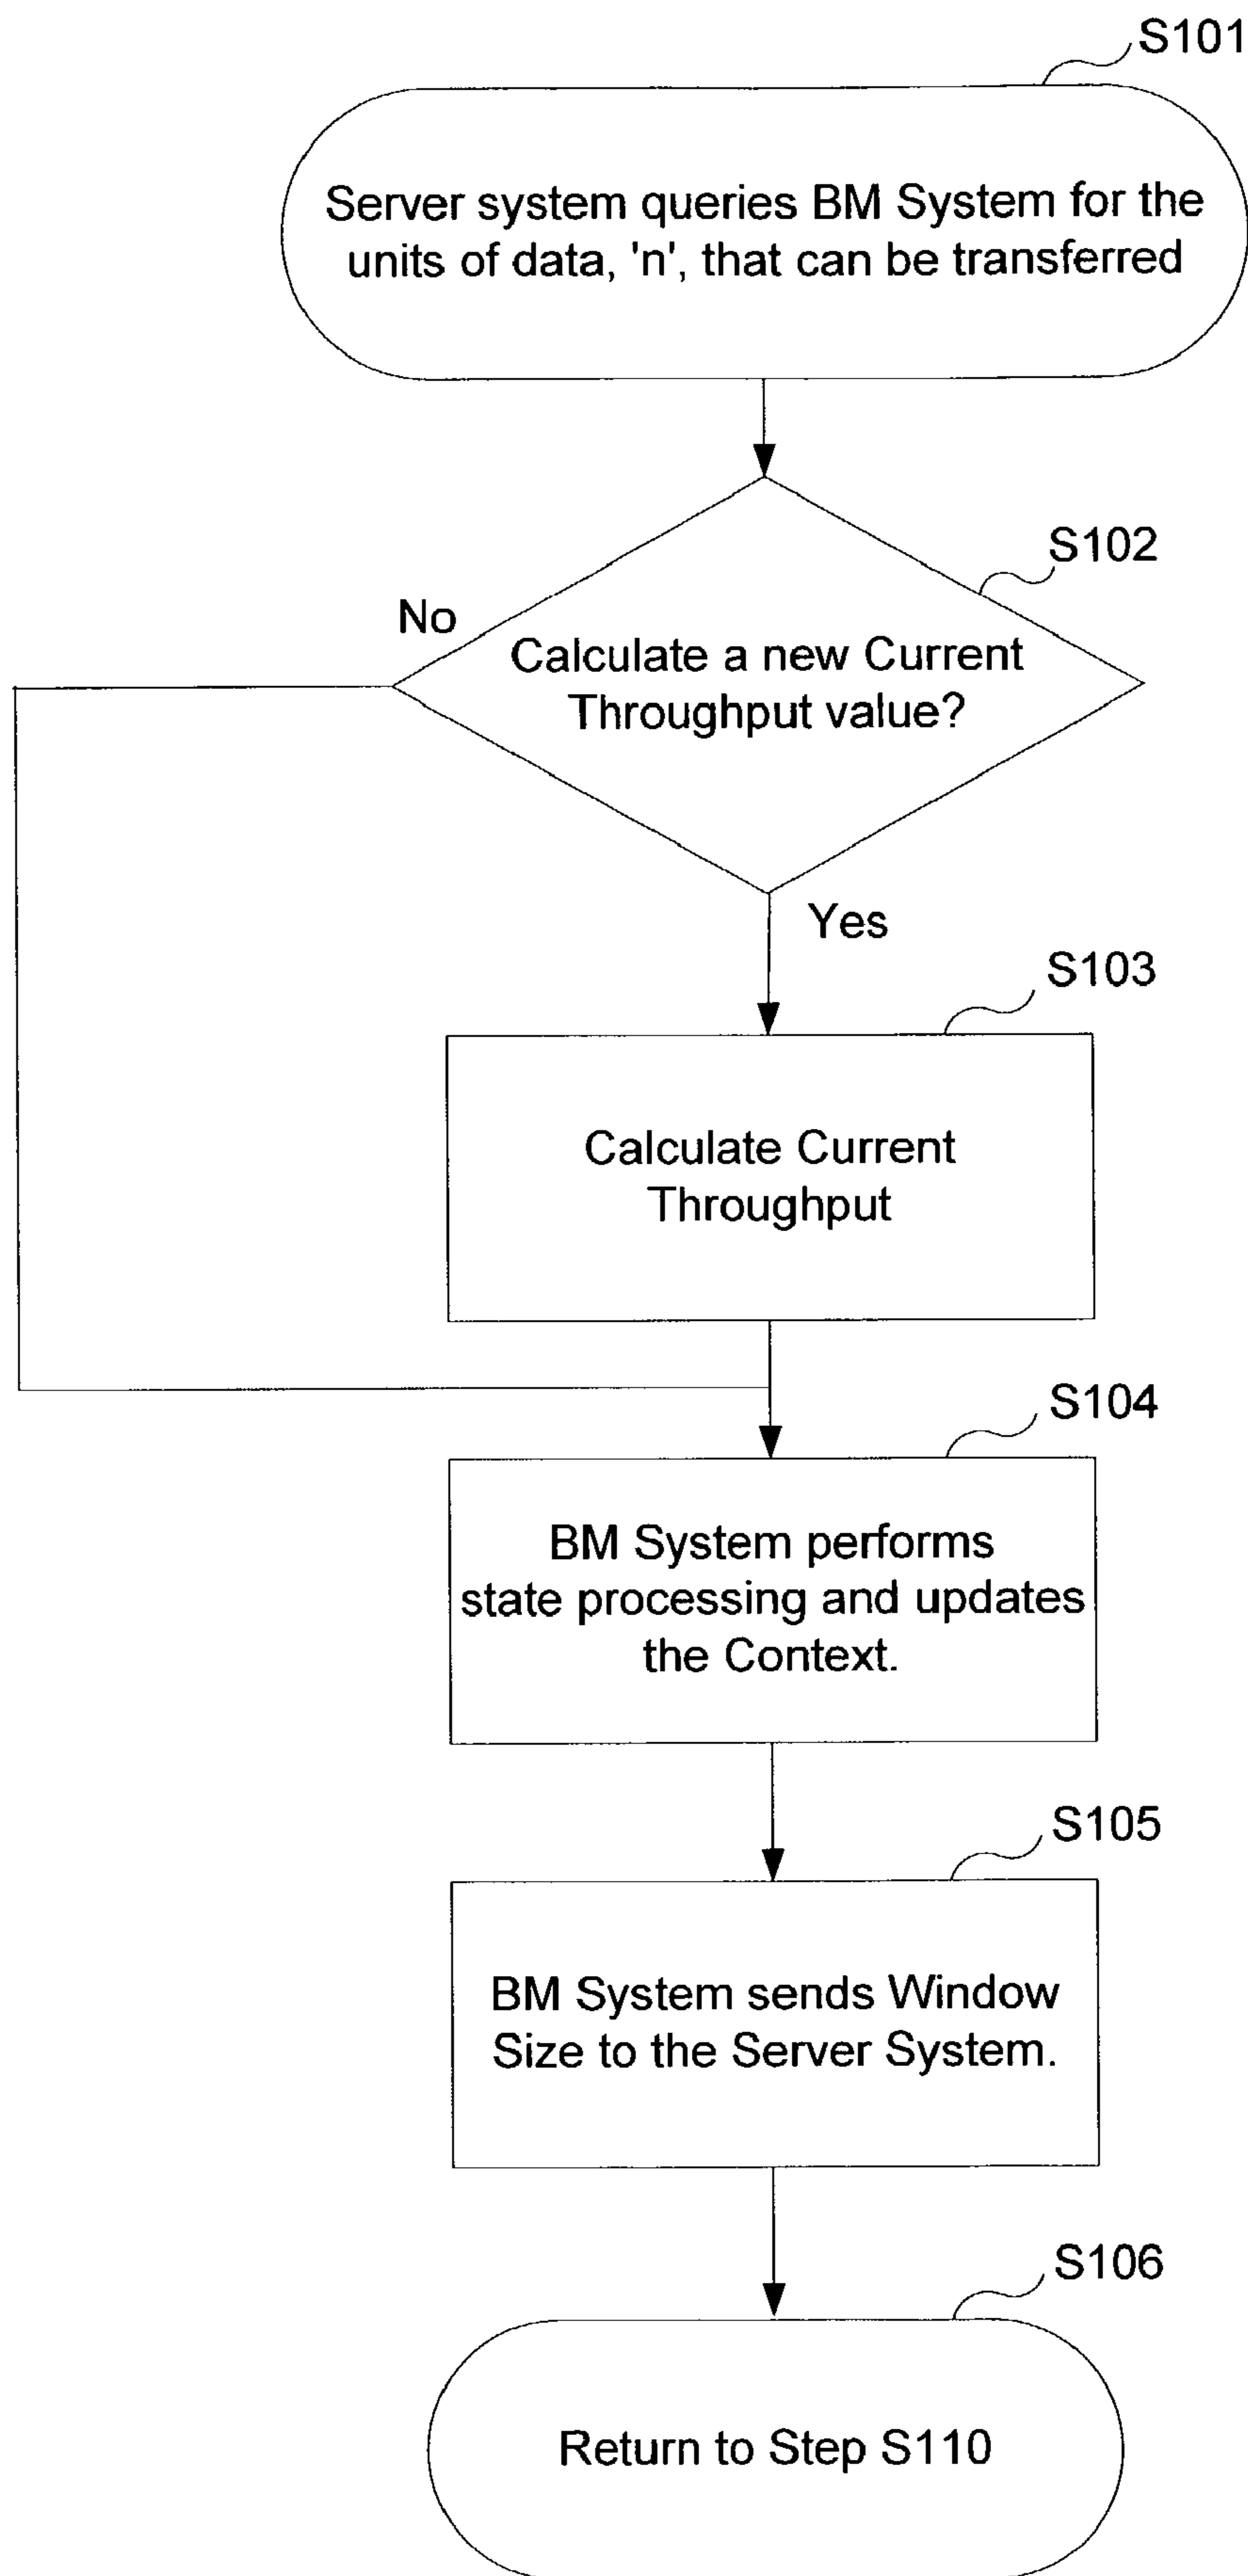 S101
Server system queries BM System for the
units of data, 'n', that can be transferred
S102
No
Calculate a new Current
Throughput value?
Yes
S103
Calculate Current
Throughput
S104
BM System performs
state processing and updates
the Context.
S105
BM System sends Window
Size to the Server System.
S106
Return to Step S110